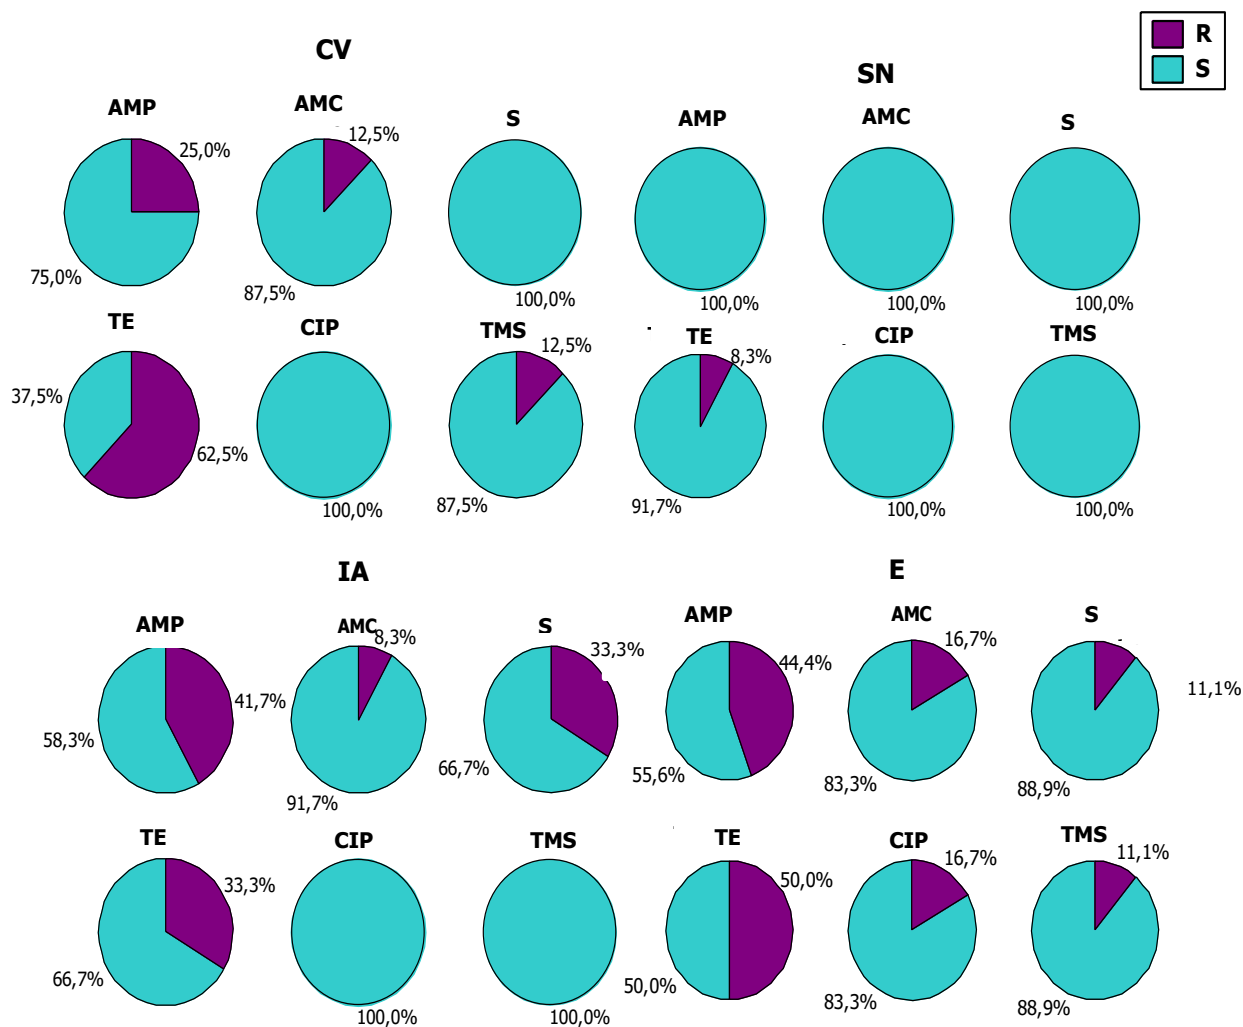 R
S
CV
SN
AMP
AMC
S
AMP
AMC
S
25,0%
12,5%
75,0%
87,5%
100,0%
100,0%
100,0%
100,0%
TE
CIP
TMS
TE
CIP
TMS
12,5%
8,3%
37,5%
62,5%
100,0%
87,5%
91,7%
100,0%
100,0%
IA
E
AMP
AMC
S
AMP
AMC
S
8,3%
33,3%
44,4%
16,7%
11,1%
41,7%
58,3%
91,7%
66,7%
55,6%
83,3%
88,9%
TE
CIP
TMS
TE
CIP
TMS
33,3%
50,0%
16,7%
11,1%
66,7%
100,0%
100,0%
50,0%
83,3%
88,9%